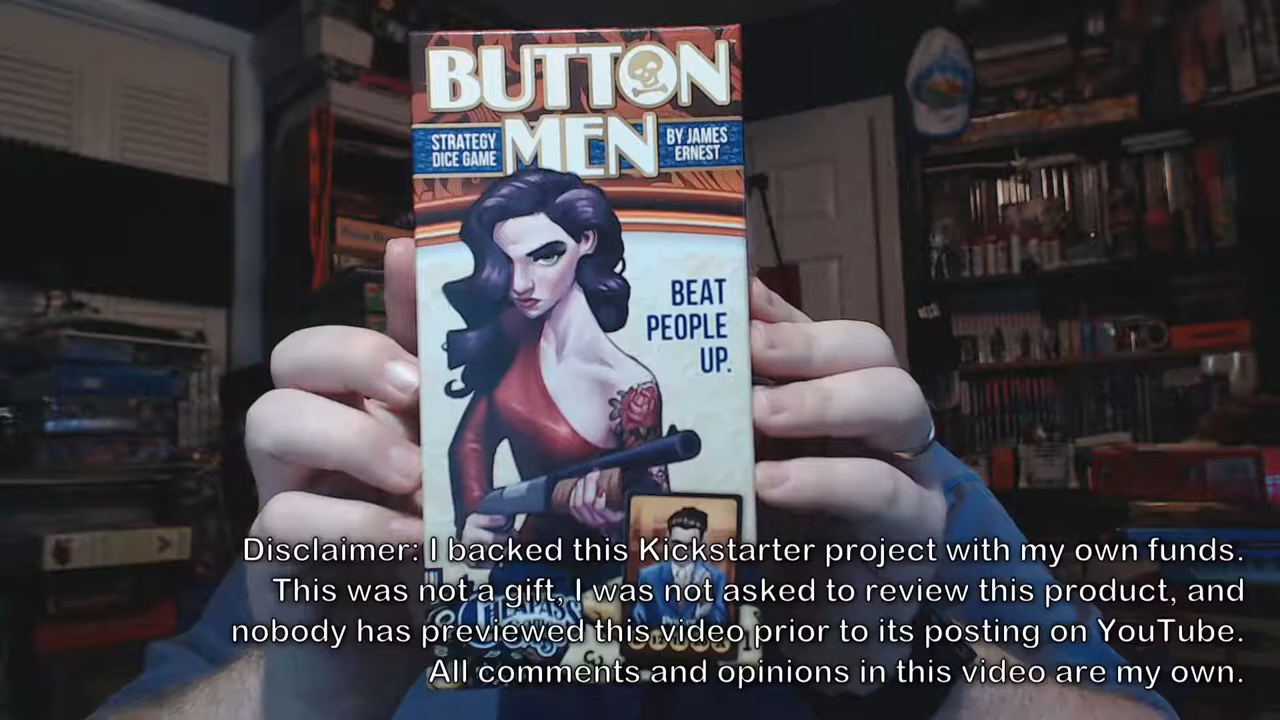 BUTTON
MEN
STRATEGY
DICE GAME
BY JAMES
ERNEST
BEAT
PEOPLE
UP.
Disclaimer: I backed this Kickstarter project with my own funds.
This was not a gift, I was not asked to review this product, and
nobody has previewed this video prior to its posting on YouTube.
All comments and opinions in this video are my own.